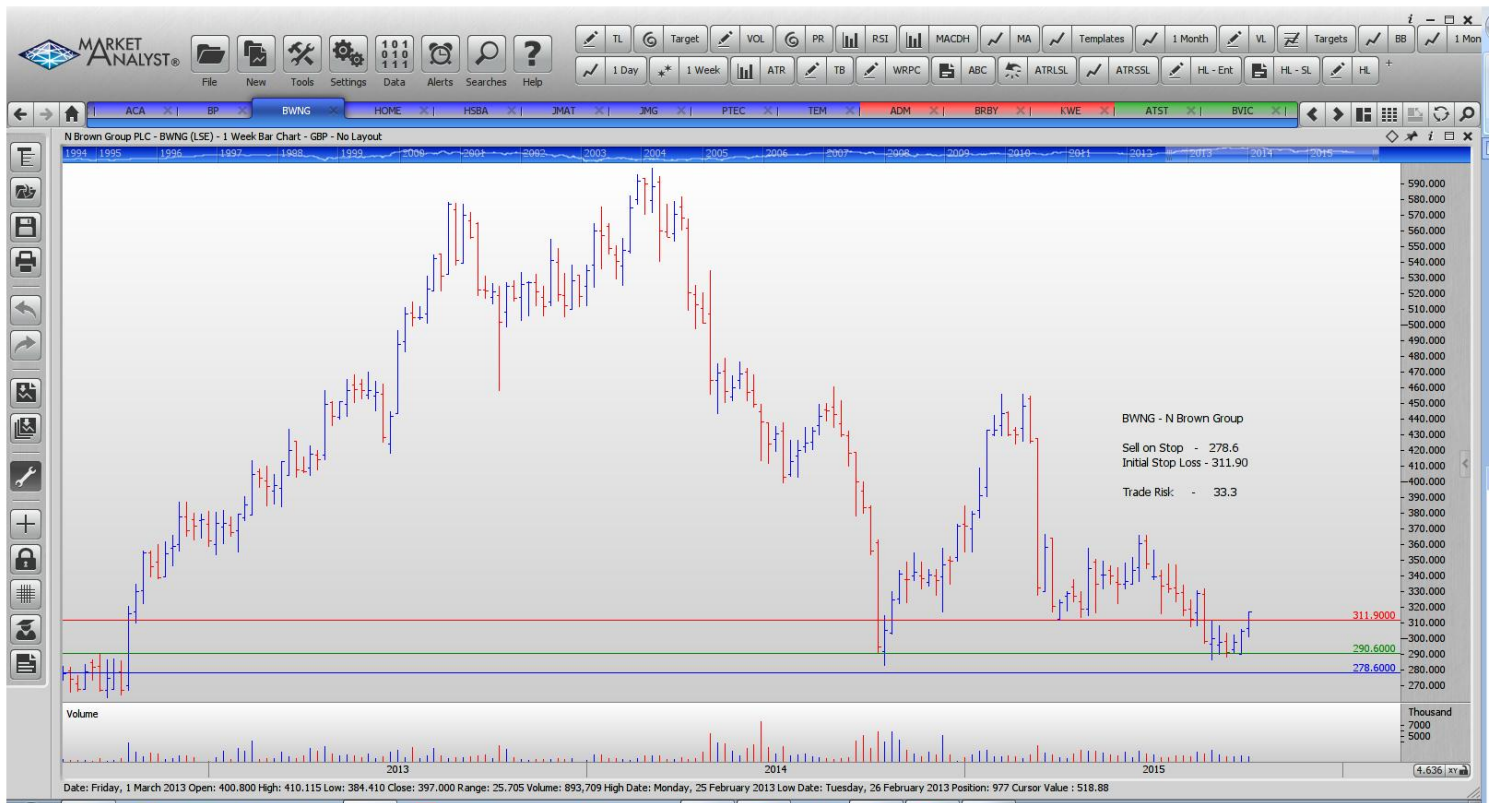 MARKET
ANALYST®
File New Tools Settings Data Alerts Searches Help
101
010
111
TL Target VOL PR RSI MACDH MA Templates 1 Month VL Targets BB 1 Mon
1 Day 1 Week ATR TB WRPC ABC ATRLSL ATRSSL HL - Ent HL - SL HL
ACA BP BWNG HOME HSBA JMAT JMG PTEC TEM ADM BRBY KWE ATST BVIC
N Brown Group PLC - BWNG (LSE) - 1 Week Bar Chart - GBP - No Layout
1994 1995 1996 1997 1998 1999 2000 2001 2002 2003 2004 2005 2006 2007 2008 2009 2010 2011 2012 2013 2014 2015
590.000
580.000
570.000
560.000
550.000
540.000
530.000
520.000
510.000
500.000
490.000
480.000
470.000
460.000
450.000
440.000
430.000
420.000
410.000
400.000
390.000
380.000
370.000
360.000
350.000
340.000
330.000
320.000
310.000
300.000
290.000
280.000
270.000
BWNG - N Brown Group
Sell on Stop - 278.6
Initial Stop Loss - 311.90
Trade Risk - 33.3
311.9000
290.6000
278.6000
Volume
Thousand
7000
5000
2013 2014 2015
4.636 XY
Date: Friday, 1 March 2013 Open: 400.800 High: 410.115 Low: 384.410 Close: 397.000 Range: 25.705 Volume: 893,709 High Date: Monday, 25 February 2013 Low Date: Tuesday, 26 February 2013 Position: 977 Cursor Value : 518.88